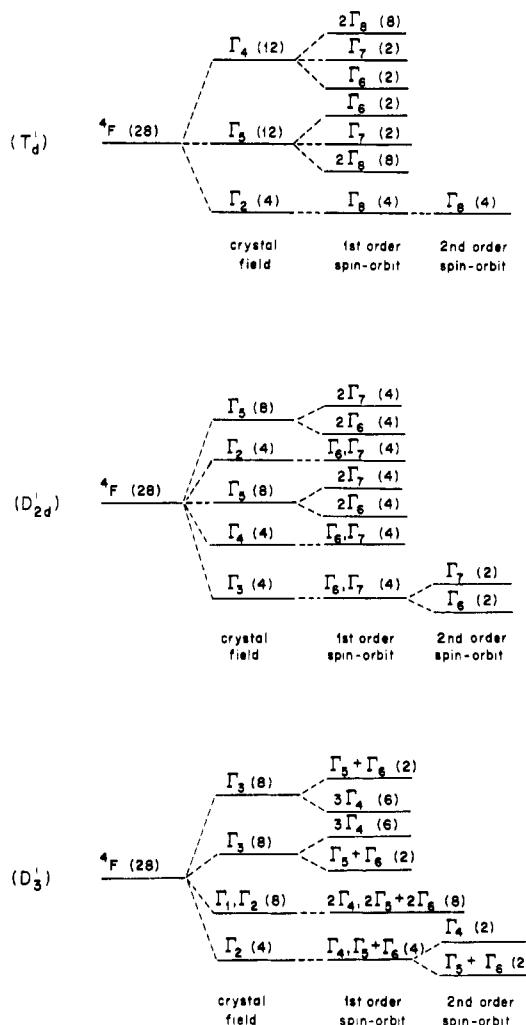 2Γ₈ (8)
Γ₄ (12) Γ₇ (2)
Γ₆ (2)
Γ₆ (2)
(T'd) ⁴F (28) Γ₅ (12) Γ₇ (2)
2Γ₈ (8)
Γ₂ (4) Γ₈ (4) Γ₈ (4)
crystal 1st order 2nd order
field spin-orbit spin-orbit
2Γ₇ (4)
Γ₅ (8)
2Γ₆ (4)
Γ₂ (4) Γ₆,Γ₇ (4)
2Γ₇ (4)
(D'2d) ⁴F (28) Γ₅ (8)
2Γ₆ (4)
Γ₄ (4) Γ₆,Γ₇ (4)
Γ₇ (2)
Γ₃ (4) Γ₆,Γ₇ (4)
Γ₆ (2)
crystal 1st order 2nd order
field spin-orbit spin-orbit
Γ₅ + Γ₆ (2)
Γ₃ (8)
3Γ₄ (6)
3Γ₄ (6)
Γ₃ (8)
Γ₅ + Γ₆ (2)
(D'3) ⁴F (28)
Γ₁,Γ₂ (8) 2Γ₄, 2Γ₅ + 2Γ₆ (8)
Γ₄ (2)
Γ₂ (4) Γ₄,Γ₅ + Γ₆ (4)
Γ₅ + Γ₆ (2
crystal 1st order 2nd order
field spin-orbit spin-orbit